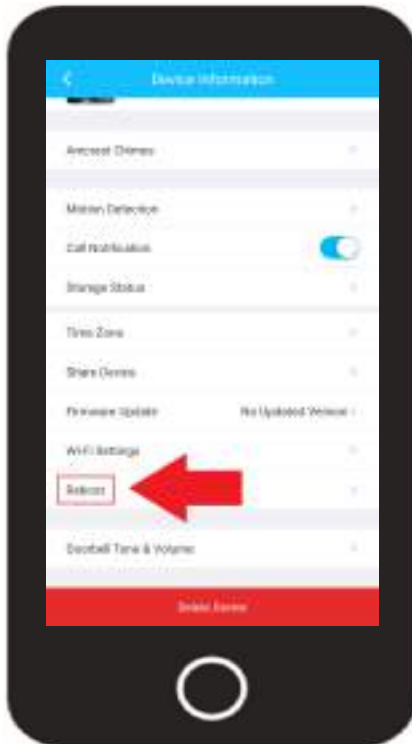 Device Information
Amcrest Chimes
Motion Detection
Call Notification
Storage Status
Time Zone
Share Device
Firmware Update No Updated Version
Wi-Fi Settings
Reboot
Doorbell Tone & Volume
Delete Device